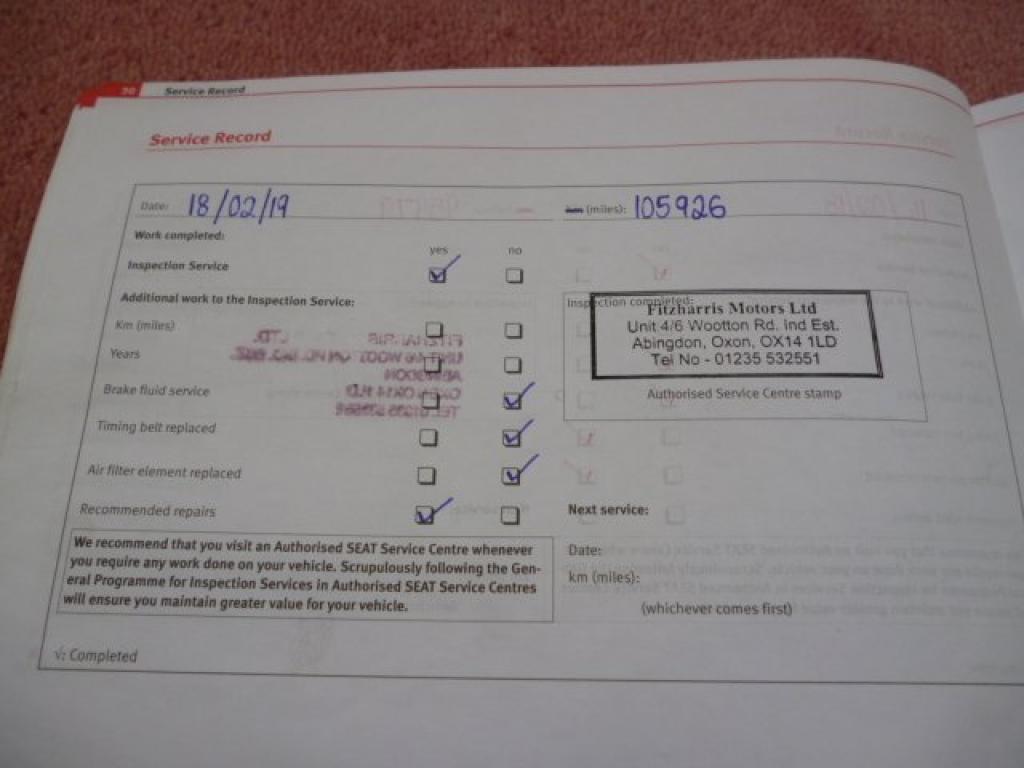 20 Service Record
Service Record
Date: 18/02/19 km (miles): 105926
Work completed:
yes no
Inspection Service
Additional work to the Inspection Service: Inspection completed:
Fitzharris Motors Ltd
Unit 4/6 Wootton Rd. Ind Est.
Abingdon, Oxon, OX14 1LD
Tel No - 01235 532551
Km (miles)
Years
Brake fluid service Authorised Service Centre stamp
Timing belt replaced
Air filter element replaced
Recommended repairs Next service:
We recommend that you visit an Authorised SEAT Service Centre whenever
you require any work done on your vehicle. Scrupulously following the Gen-
eral Programme for Inspection Services in Authorised SEAT Service Centres
will ensure you maintain greater value for your vehicle.
Date:
km (miles):
(whichever comes first)
√: Completed